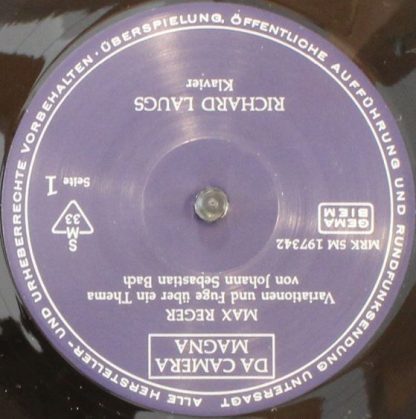 ALLE HERSTELLER- UND URHEBERRECHTE VORBEHALTEN · ÜBERSPIELUNG, ÖFFENTLICHE AUFFÜHRUNG UND RUNDFUNKSENDUNG UNTERSAGT
DA CAMERA
MAGNA
MAX REGER
Variationen und Fuge über ein Thema
von Johann Sebastian Bach
MRK SM 197342
GEMA
BIEM
S
M 33
Seite 1
RICHARD LAUGS
Klavier